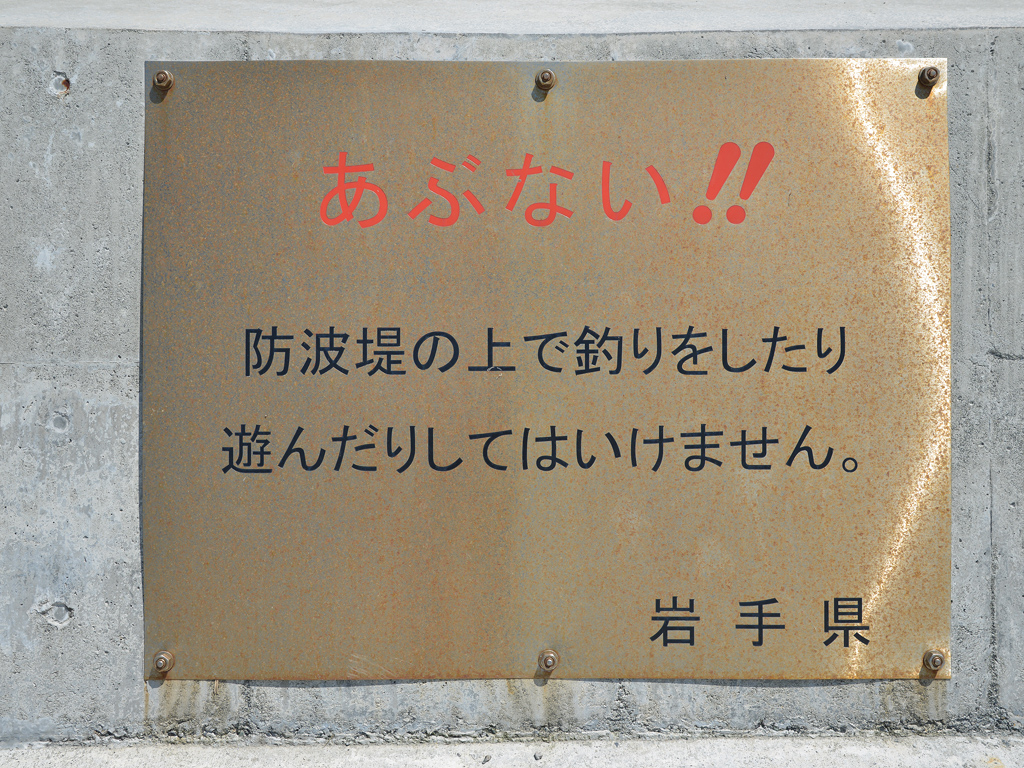 あぶない!!
防波堤の上で釣りをしたり
遊んだりしてはいけません。
岩手県